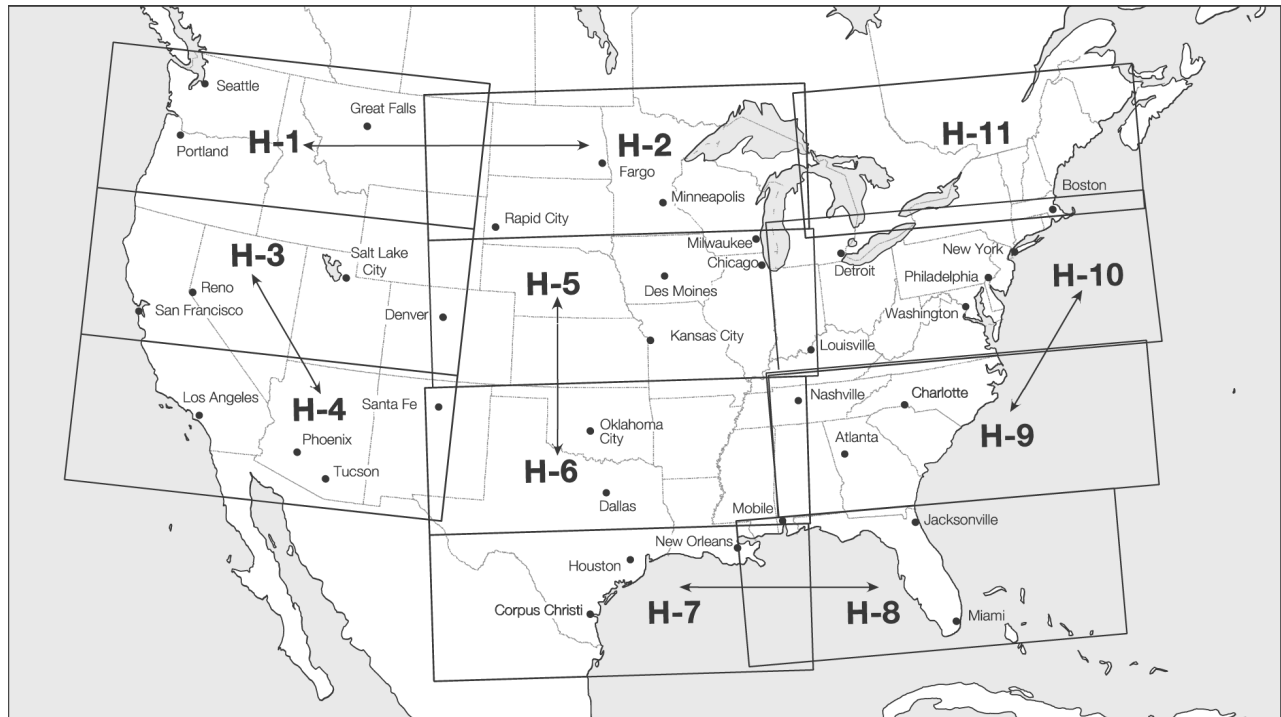 Seattle
Great Falls
H-1
H-2
H-11
Portland
Fargo
Minneapolis
Boston
Rapid City
Milwaukee
Chicago
Detroit
New York
Philadelphia
H-3
Salt Lake
City
H-5
H-10
Reno
San Francisco
Denver
Des Moines
Washington
Kansas City
Louisville
Los Angeles
H-4
Santa Fe
Nashville
Charlotte
Phoenix
Oklahoma
City
Atlanta
H-9
Tucson
H-6
Dallas
Mobile
Jacksonville
New Orleans
Houston
Corpus Christi
H-7
H-8
Miami